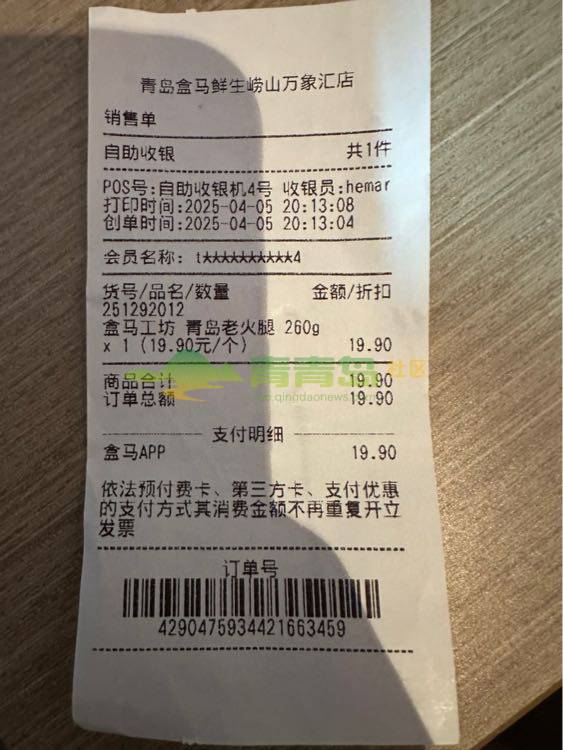 青岛盒马鲜生崂山万象汇店
销售单
自助收银 共1件
POS号:自助收银机4号 收银员:hemar
打印时间:2025-04-05 20:13:08
创单时间:2025-04-05 20:13:04
会员名称: t**********4
货号/品名/数量 金额/折扣
251292012
盒马工坊 青岛老火腿 260g
x 1 (19.90元/个) 19.90
青青岛社区
商品合计 19.90
订单总额 19.90
qingdaonews.com
支付明细
盒马APP 19.90
依法预付费卡、第三方卡、支付优惠
的支付方式其消费金额不再重复开立
发票
订单号
4290475934421663459